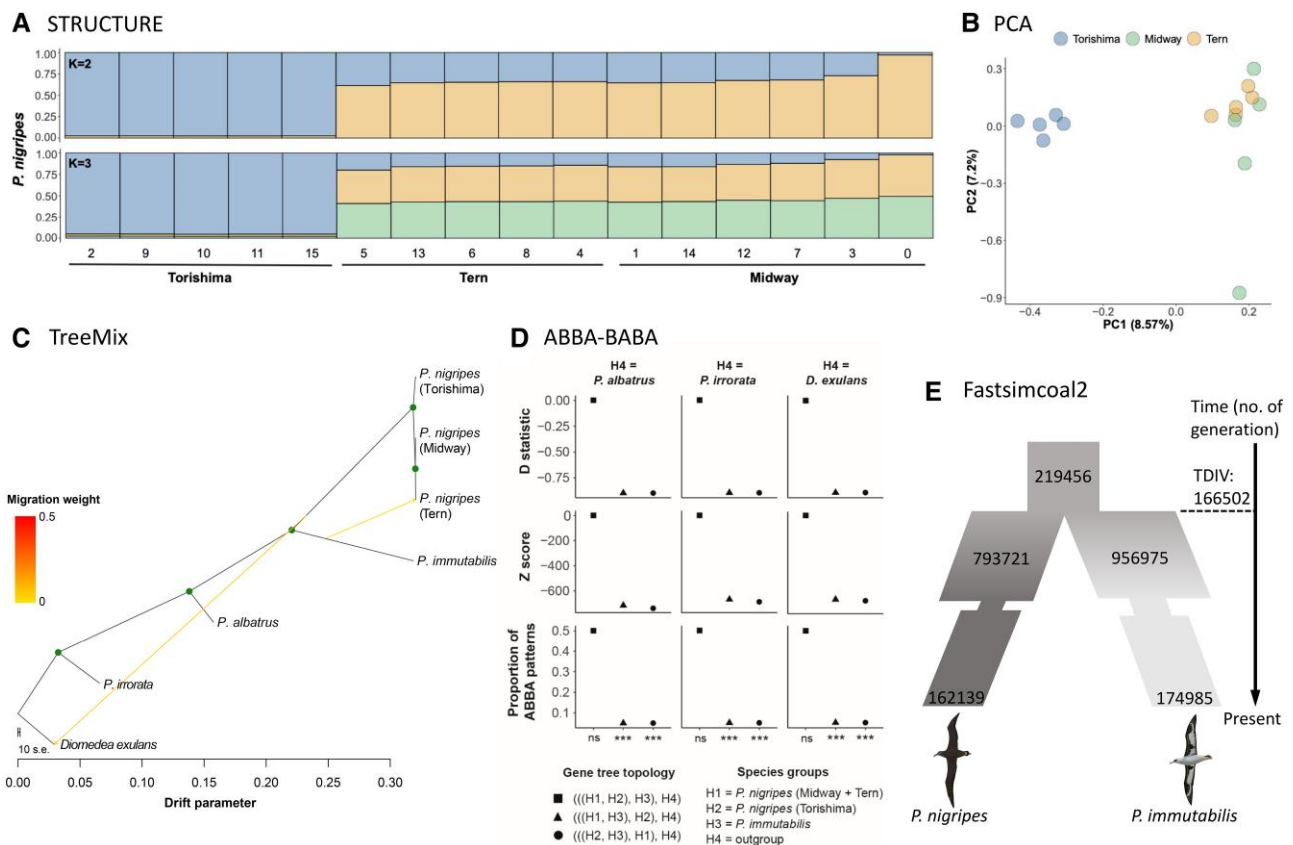 A STRUCTURE
1.00
0.75
0.50
0.25
0.00
K=2
1.00
0.75
0.50
0.25
0.00
K=3
P. nigripes
2 9 10 11 15 5 13 6 8 4 1 14 12 7 3 0
Torishima Tern Midway
B PCA
Torishima Midway Tern
0.3
0.0
−0.3
−0.6
−0.9
PC2 (7.2%)
−0.4 −0.2 0.0 0.2
PC1 (8.57%)
C TreeMix
P. nigripes
(Torishima)
P. nigripes
(Midway)
P. nigripes
(Tern)
P. immutabilis
P. albatrus
P. irrorata
Diomedea exulans
Migration weight
0.5
0
10 s.e.
0.00 0.05 0.10 0.15 0.20 0.25 0.30
Drift parameter
D ABBA-BABA
H4 =
P. albatrus
H4 =
P. irrorata
H4 =
D. exulans
D statistic
0.00
−0.25
−0.50
−0.75
Z score
0
−200
−400
−600
Proportion of
ABBA patterns
0.5
0.4
0.3
0.2
0.1
ns *** *** ns *** *** ns *** ***
Gene tree topology
(((H1, H2), H3), H4)
(((H1, H3), H2), H4)
(((H2, H3), H1), H4)
Species groups
H1 = P. nigripes (Midway + Tern)
H2 = P. nigripes (Torishima)
H3 = P. immutabilis
H4 = outgroup
E Fastsimcoal2
Time (no. of
generation)
219456
TDIV:
166502
793721 956975
162139 174985
Present
P. nigripes P. immutabilis